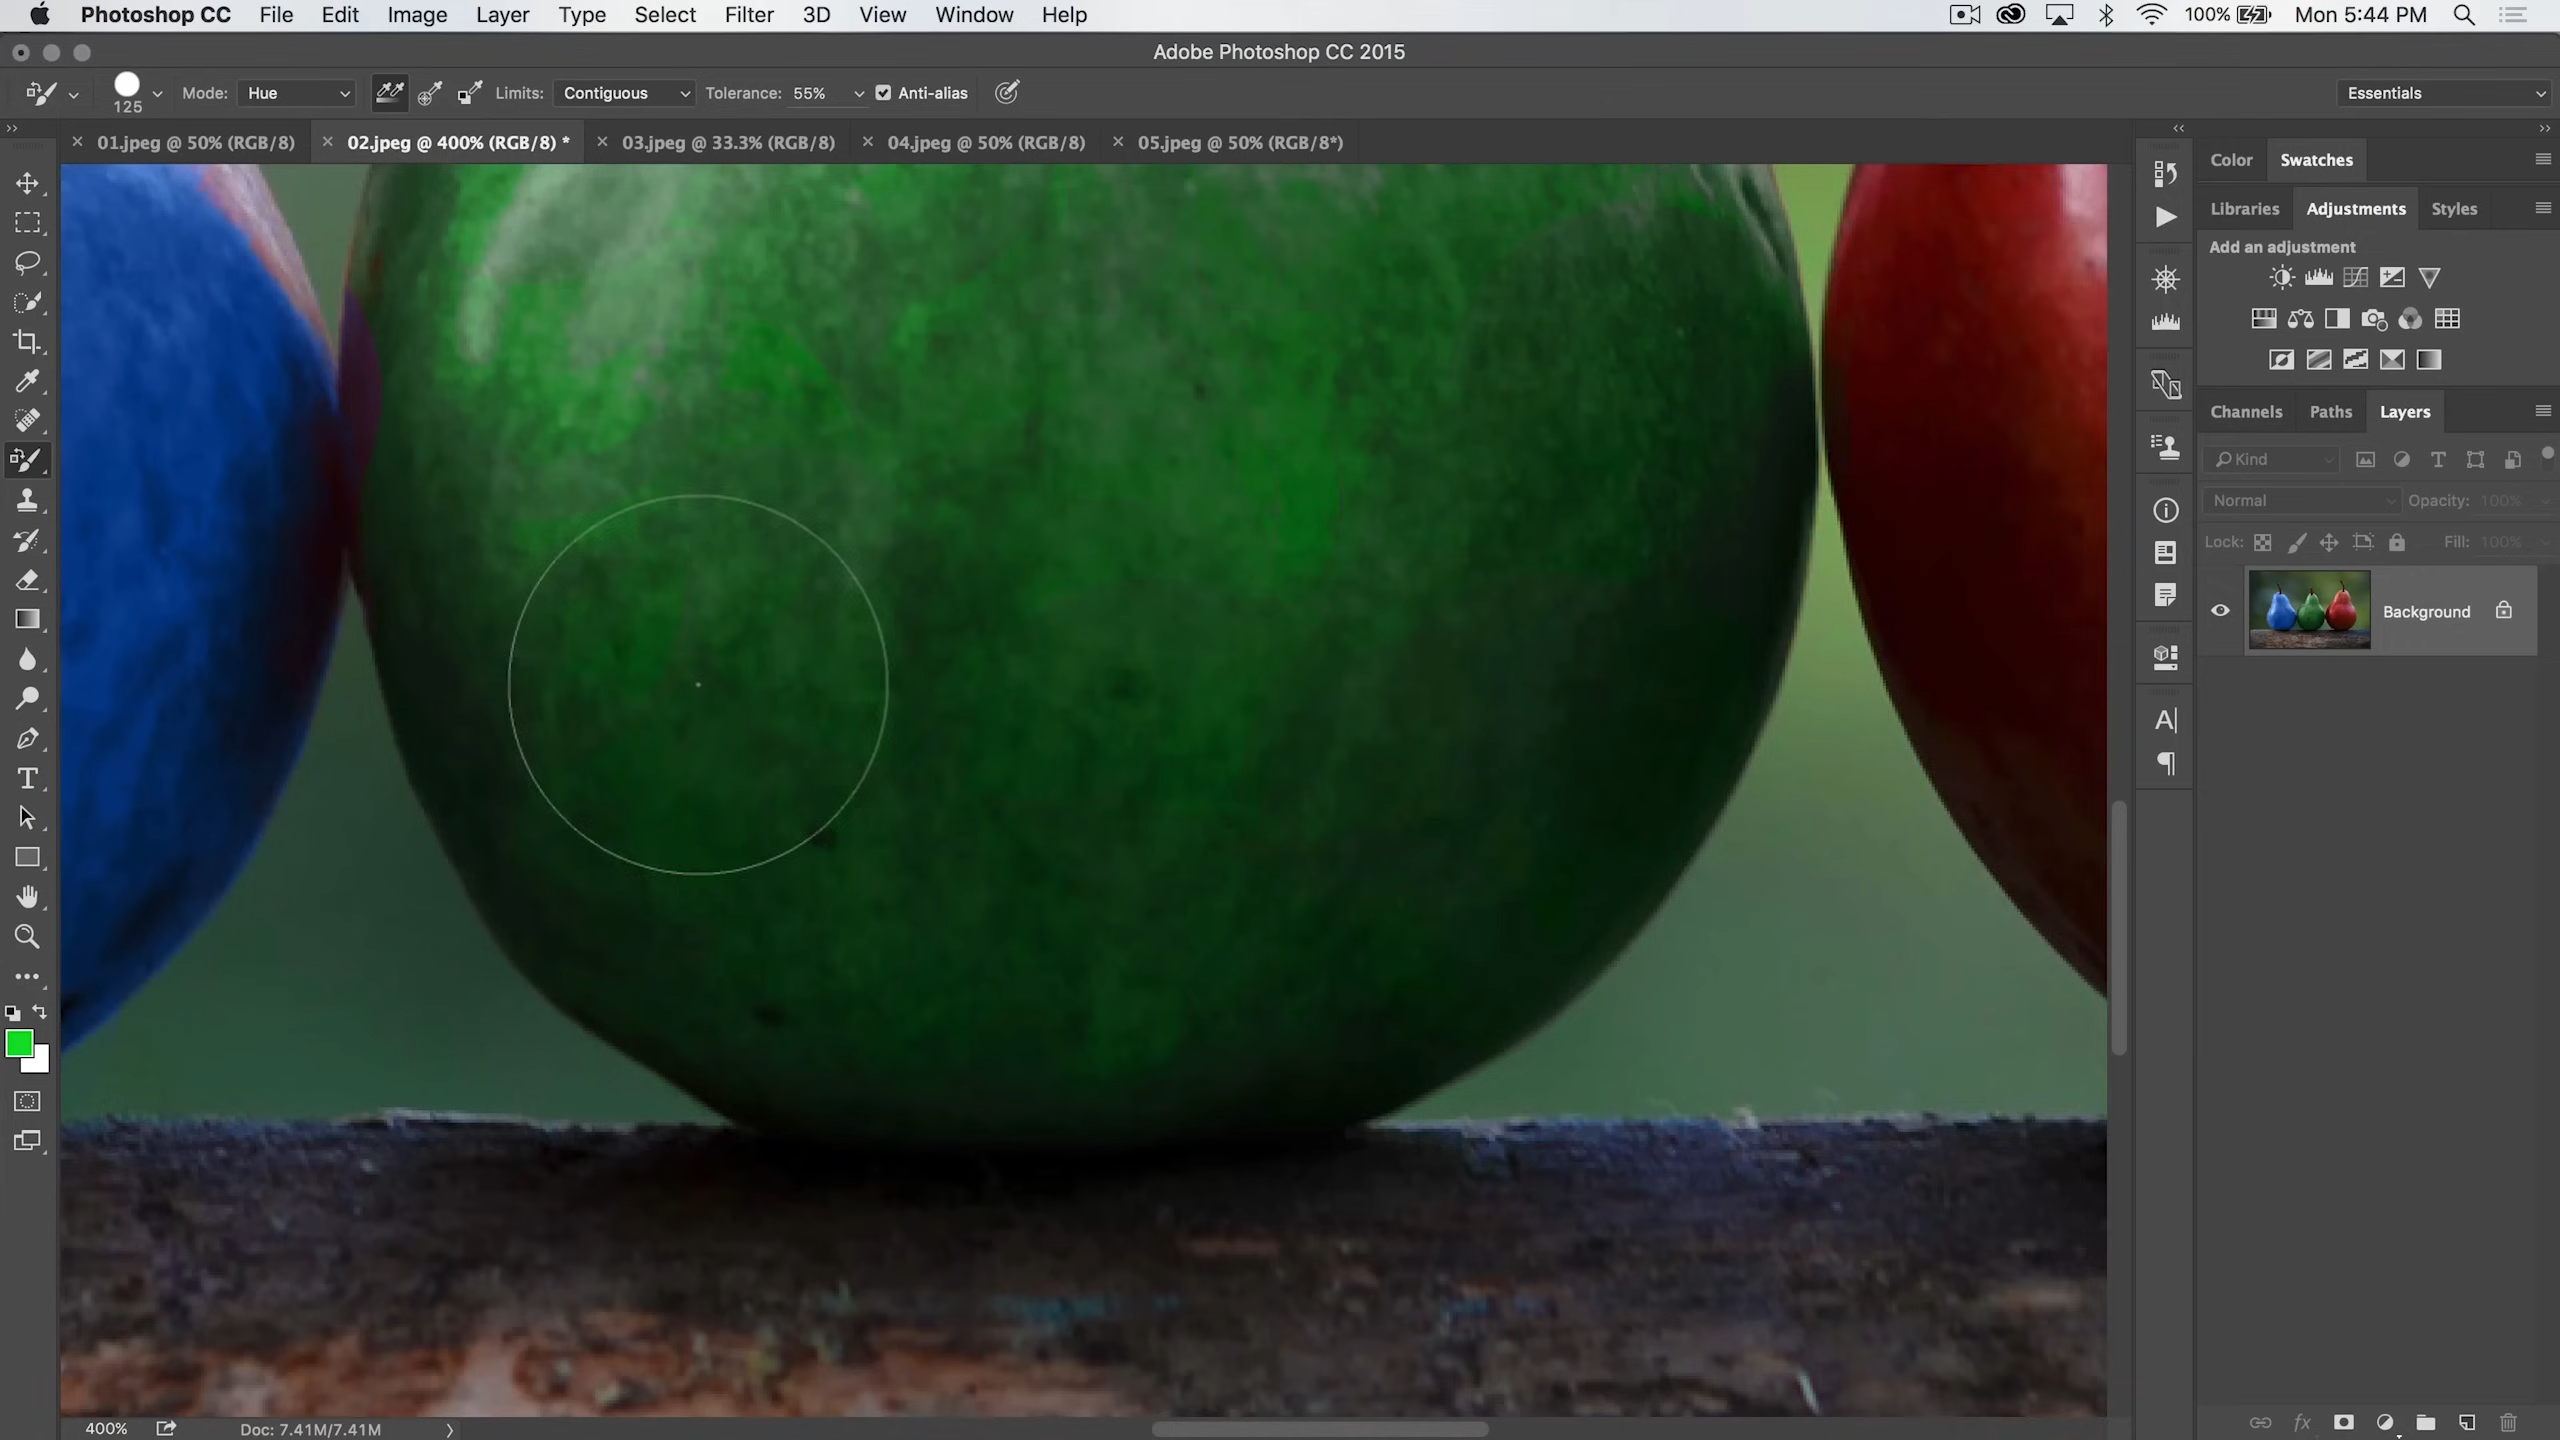 Photoshop CC File Edit Image Layer Type Select Filter 3D View Window Help 100% Mon 5:44 PM
Adobe Photoshop CC 2015
125 Mode: Hue Limits: Contiguous Tolerance: 55% Anti-alias Essentials
01.jpeg @ 50% (RGB/8) 02.jpeg @ 400% (RGB/8) * 03.jpeg @ 33.3% (RGB/8) 04.jpeg @ 50% (RGB/8) 05.jpeg @ 50% (RGB/8*)
Color Swatches
Libraries Adjustments Styles
Add an adjustment
Channels Paths Layers
Kind
Normal Opacity: 100%
Lock: Fill: 100%
Background
400% Doc: 7.41M/7.41M